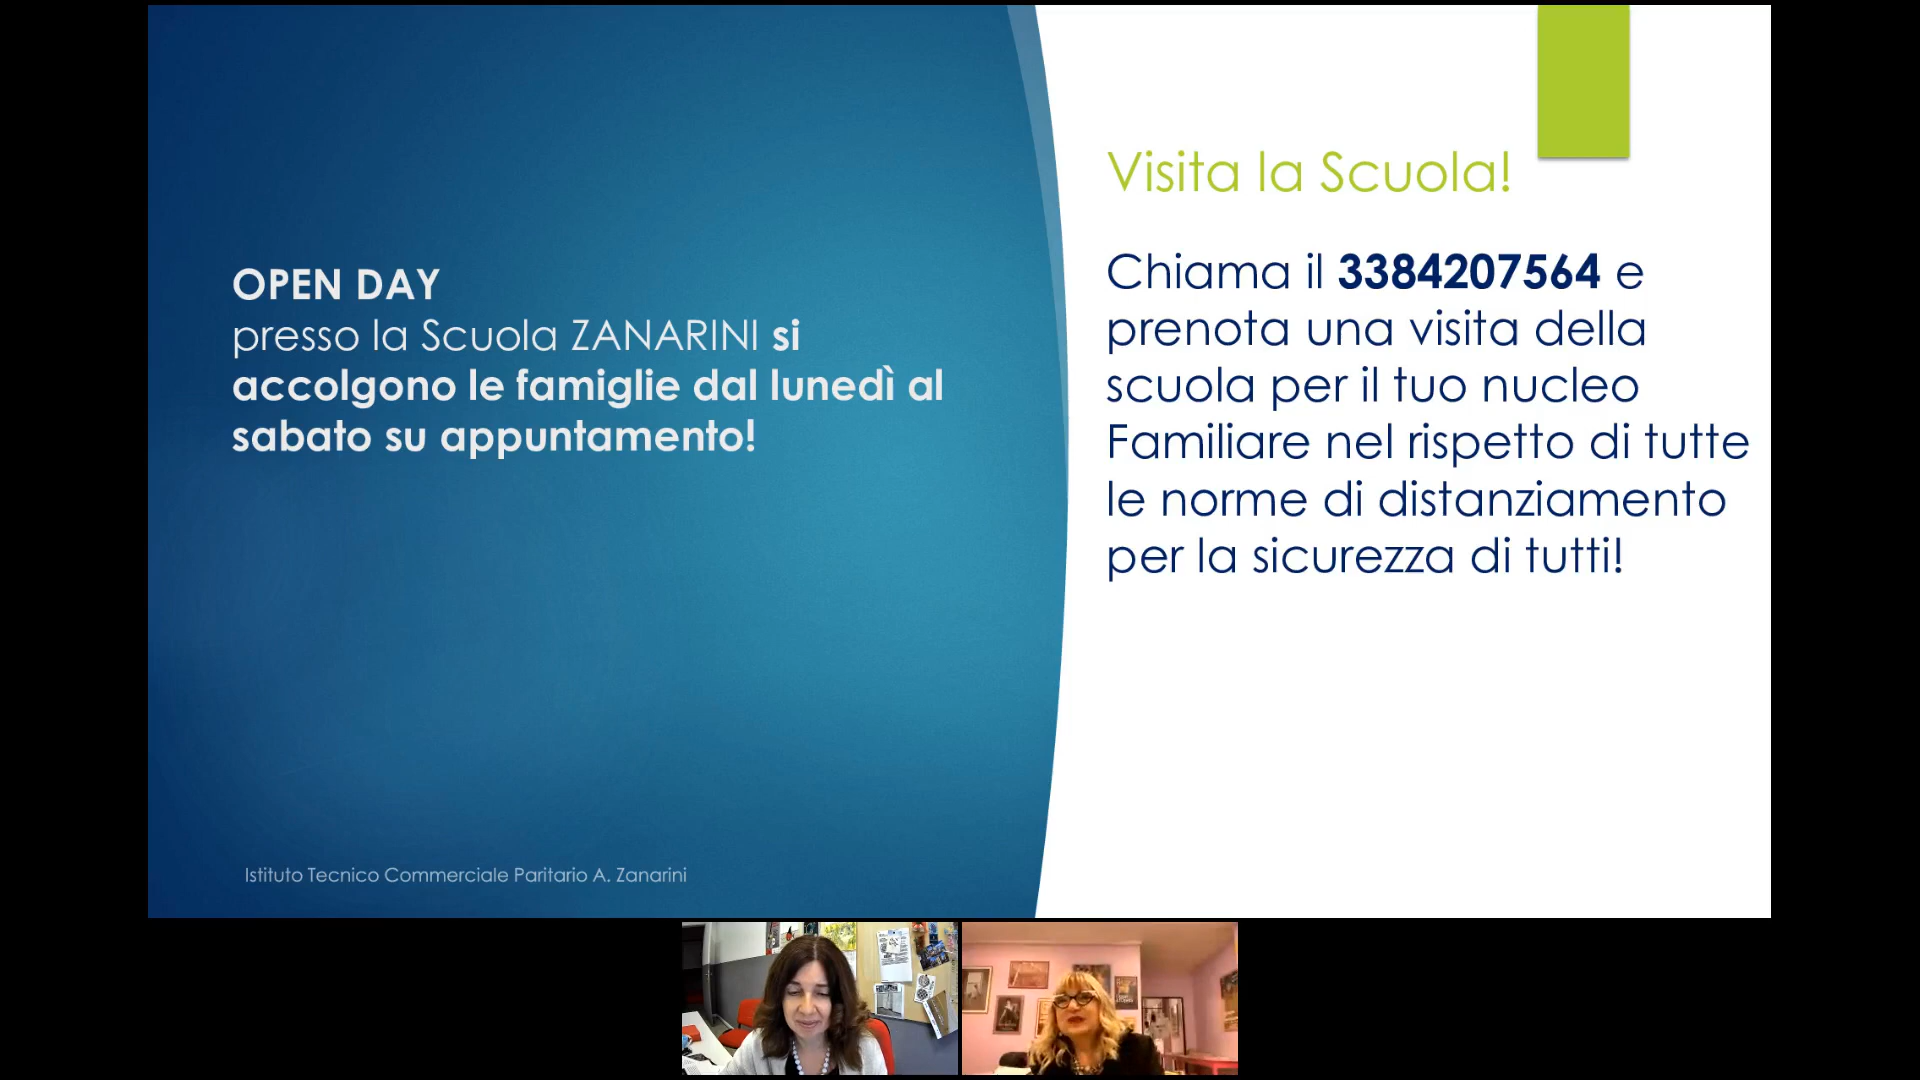 OPEN DAY
presso la Scuola ZANARINI si
accolgono le famiglie dal lunedì al
sabato su appuntamento!
Istituto Tecnico Commerciale Paritario A. Zanarini
Visita la Scuola!
Chiama il 3384207564 e
prenota una visita della
scuola per il tuo nucleo
Familiare nel rispetto di tutte
le norme di distanziamento
per la sicurezza di tutti!